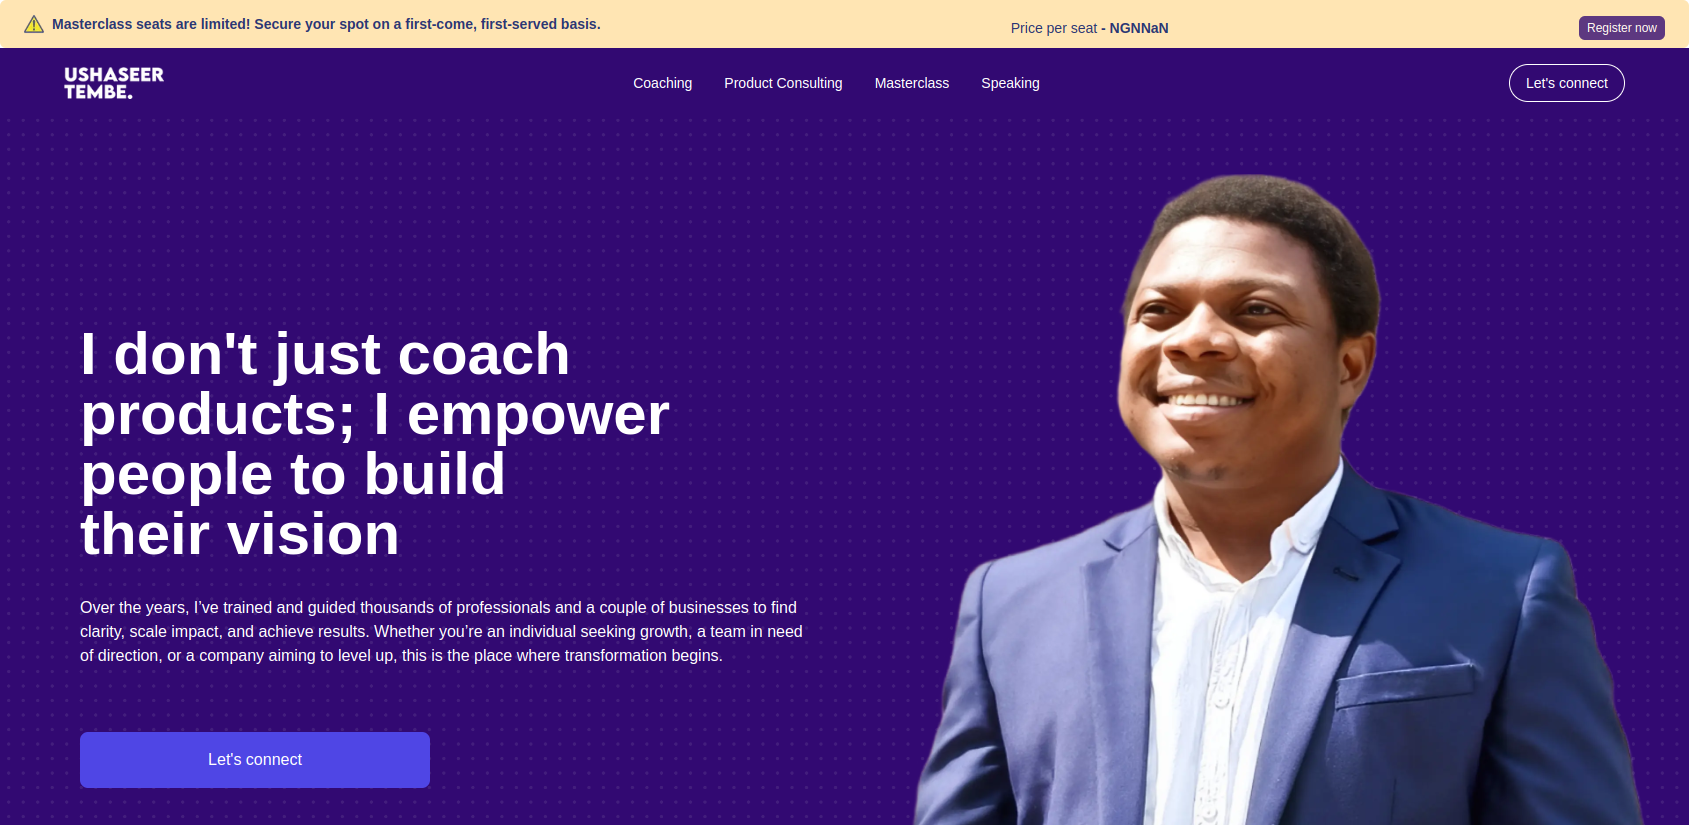 Masterclass seats are limited! Secure your spot on a first-come, first-served basis.
Price per seat - NGNNaN
Register now
USHASEER
TEMBE.
Coaching
Product Consulting
Masterclass
Speaking
Let's connect
I don't just coach
products; I empower
people to build
their vision
Over the years, I’ve trained and guided thousands of professionals and a couple of businesses to find
clarity, scale impact, and achieve results. Whether you’re an individual seeking growth, a team in need
of direction, or a company aiming to level up, this is the place where transformation begins.
Let's connect